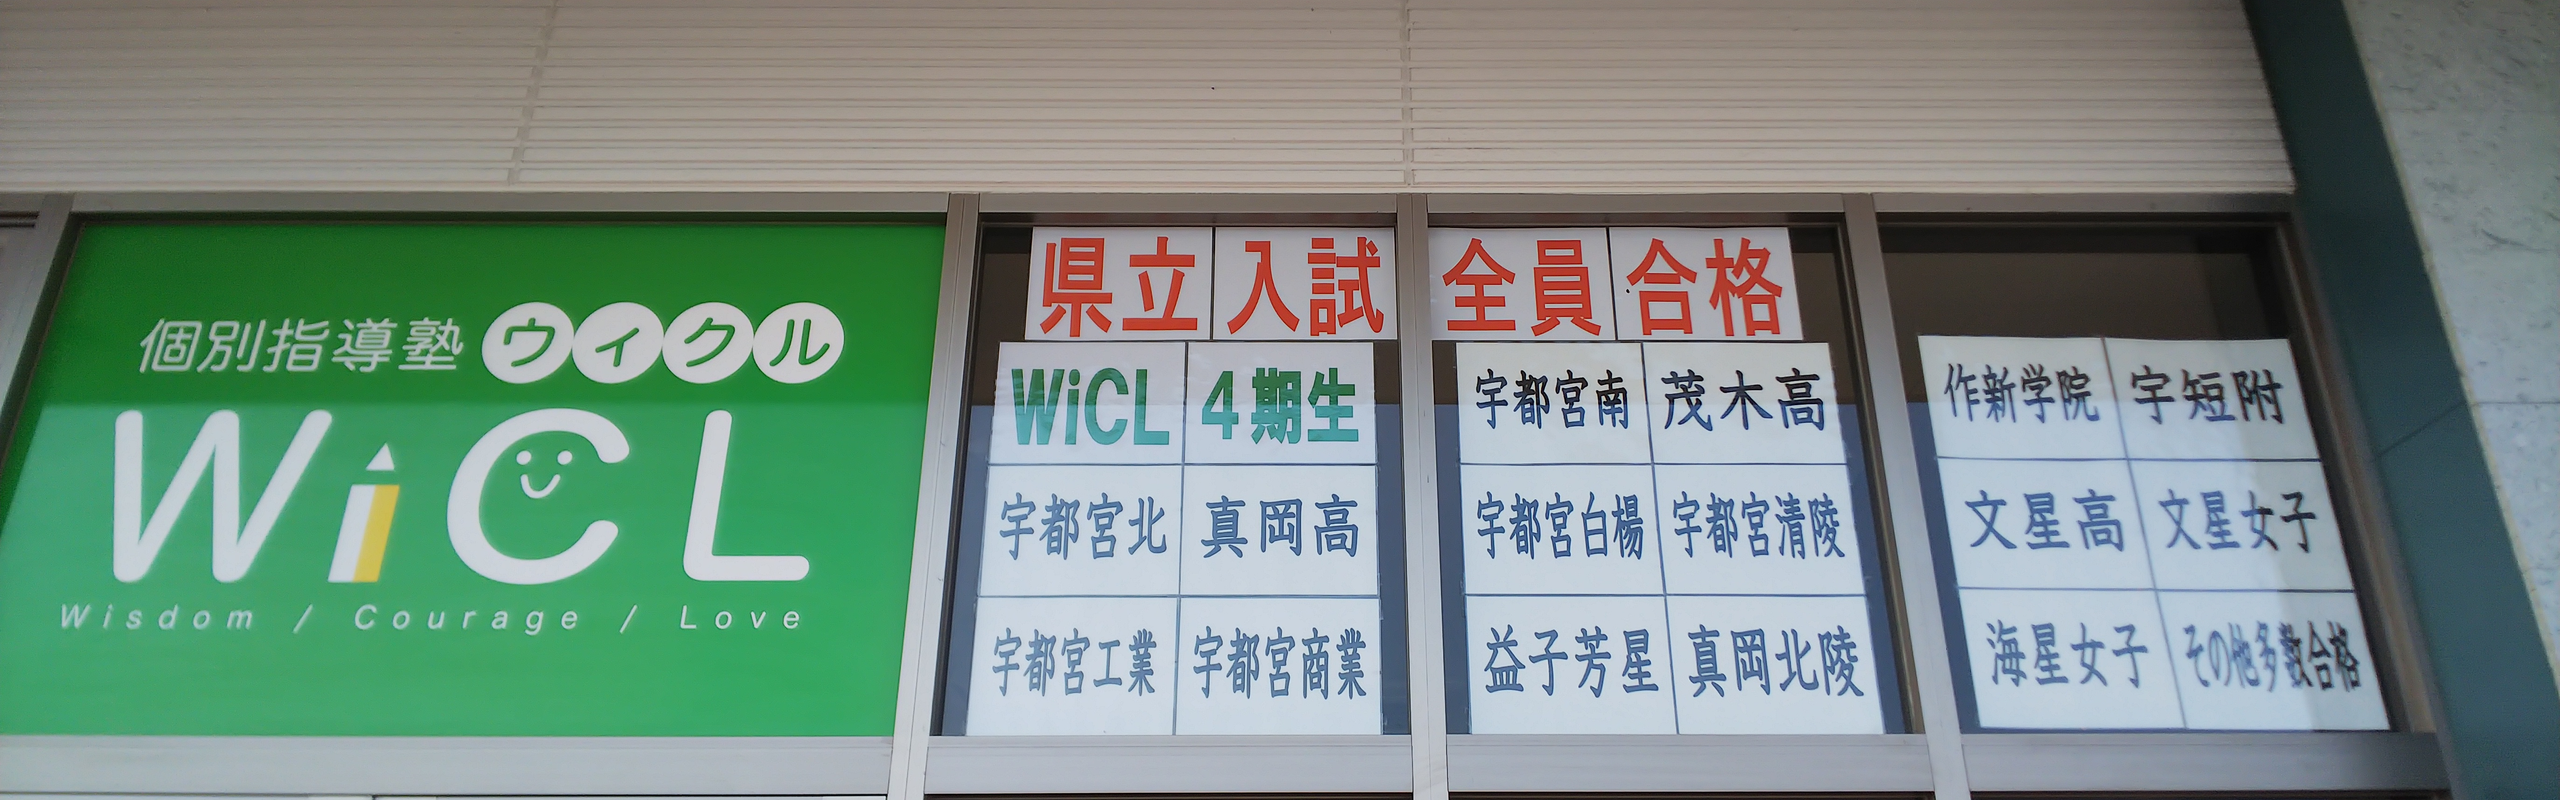 個別指導塾 ウィクル
WiCL
Wisdom / Courage / Love
県立入試 全員合格
WiCL 4期生
宇都宮北 真岡高
宇都宮工業 宇都宮商業
宇都宮南 茂木高
宇都宮白楊 宇都宮清陵
益子芳星 真岡北陵
作新学院 宇短附
文星高 文星女子
海星女子 その他多数合格